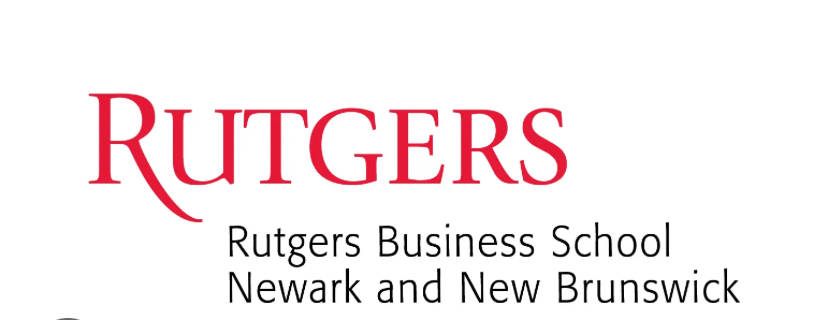 RUTGERS
Rutgers Business School
Newark and New Brunswick